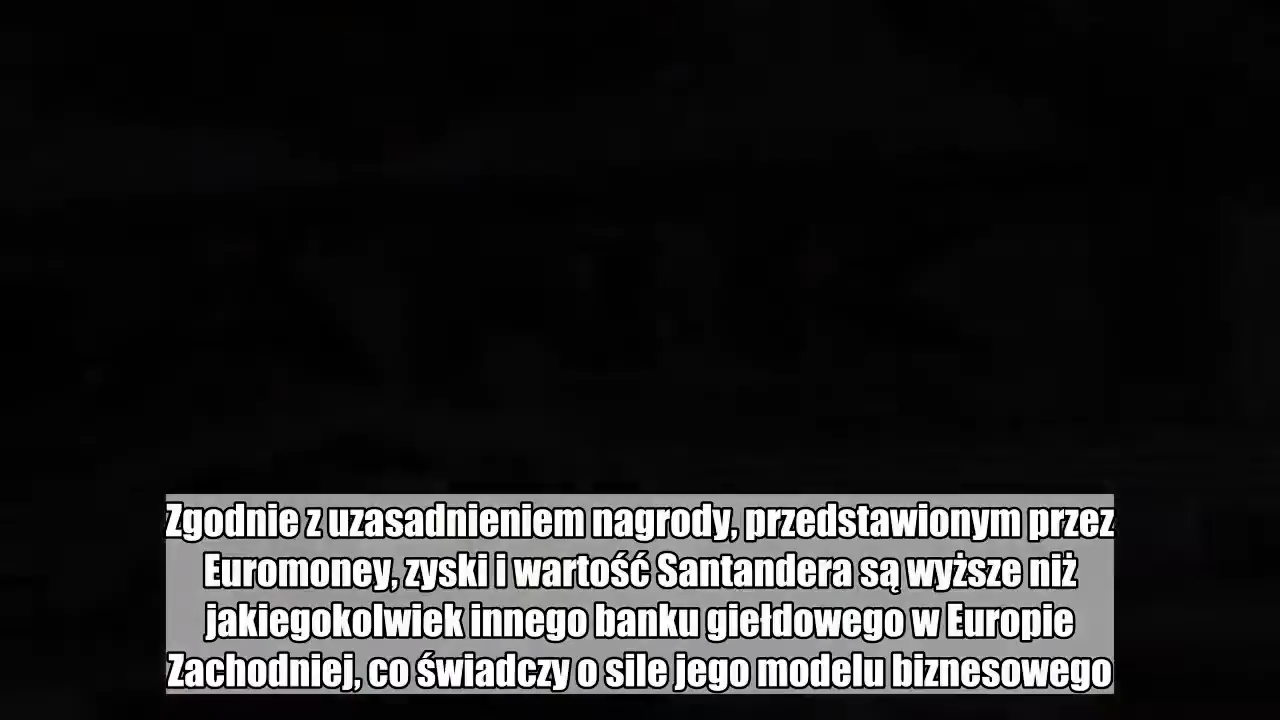 Zgodnie z uzasadnieniem nagrody, przedstawionym przez
Euromoney, zyski i wartość Santandera są wyższe niż
jakiegokolwiek innego banku giełdowego w Europie
Zachodniej, co świadczy o sile jego modelu biznesowego